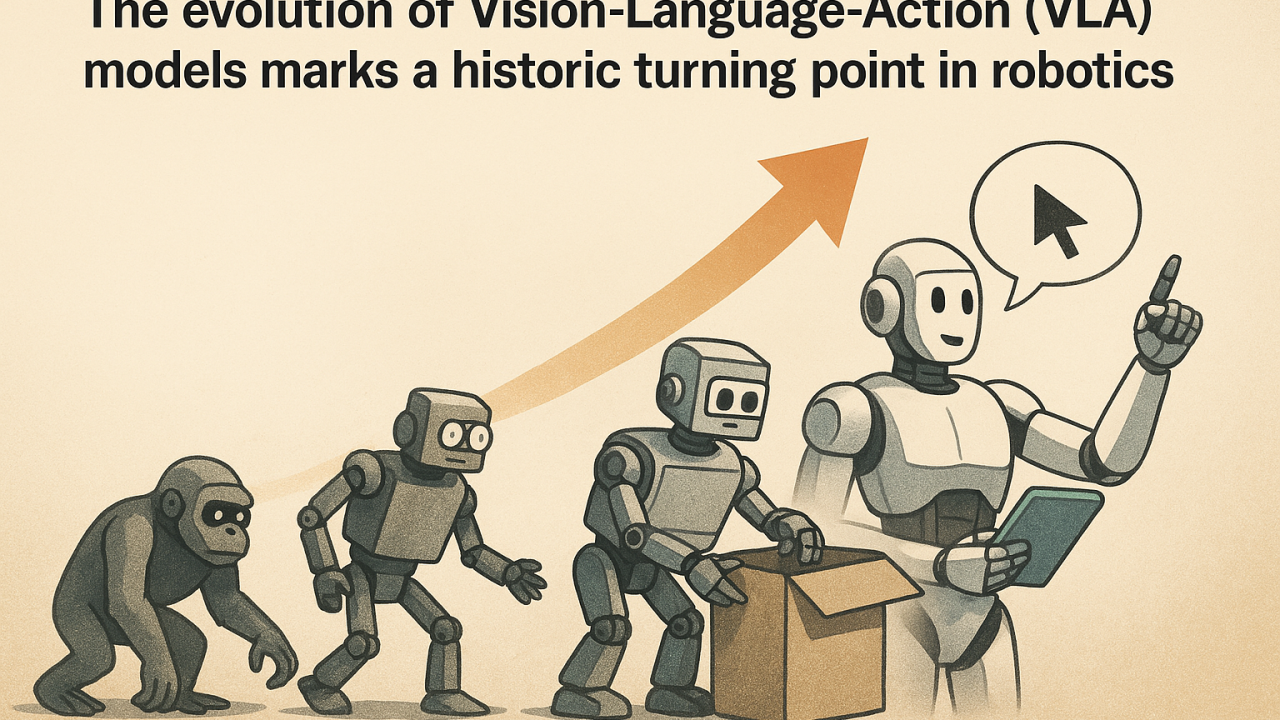 The evolution of Vision-Language-Action (VLA)
models marks a historic turning point in robotics